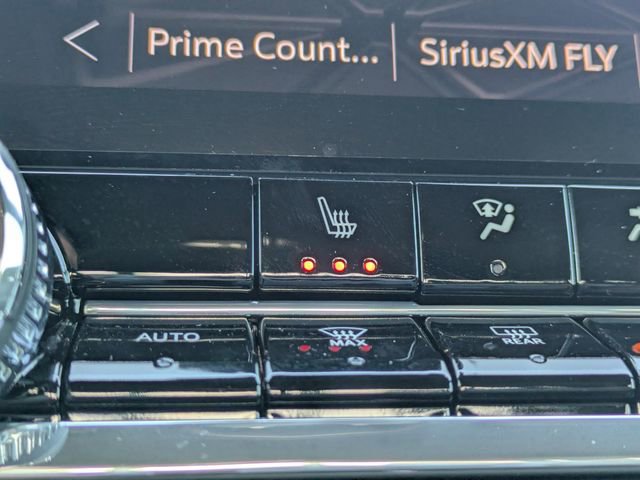 Prime Count...
SiriusXM FLY
AUTO
MAX
REAR